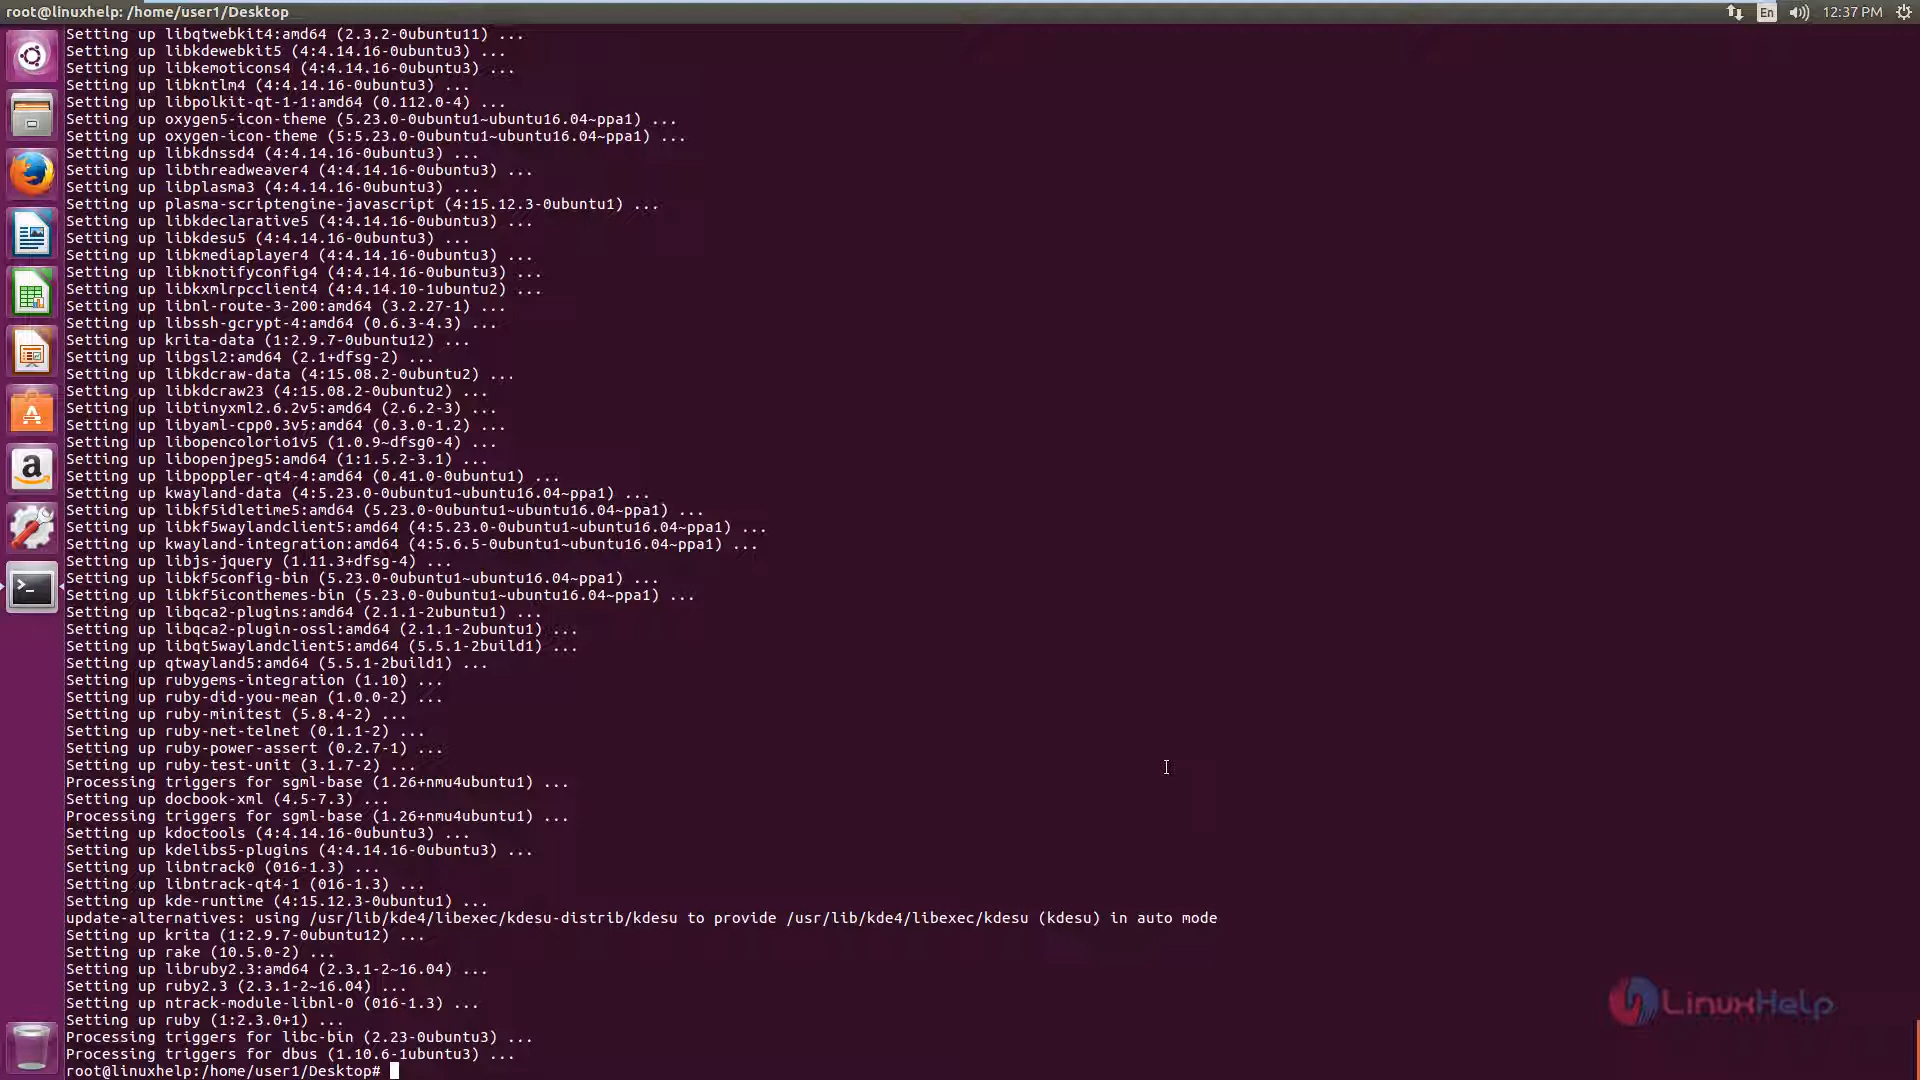 root@linuxhelp: /home/user1/Desktop
En
12:37 PM
Setting up libqtwebkit4:amd64 (2.3.2-0ubuntu11) ...
Setting up libkdewebkit5 (4:4.14.16-0ubuntu3) ...
Setting up libkemoticons4 (4:4.14.16-0ubuntu3) ...
Setting up libkntlm4 (4:4.14.16-0ubuntu3) ...
Setting up libpolkit-qt-1-1:amd64 (0.112.0-4) ...
Setting up oxygen5-icon-theme (5.23.0-0ubuntu1~ubuntu16.04~ppa1) ...
Setting up oxygen-icon-theme (5:5.23.0-0ubuntu1~ubuntu16.04~ppa1) ...
Setting up libkdnssd4 (4:4.14.16-0ubuntu3) ...
Setting up libthreadweaver4 (4:4.14.16-0ubuntu3) ...
Setting up libplasma3 (4:4.14.16-0ubuntu3) ...
Setting up plasma-scriptengine-javascript (4:15.12.3-0ubuntu1) ...
Setting up libkdeclarative5 (4:4.14.16-0ubuntu3) ...
Setting up libkdesu5 (4:4.14.16-0ubuntu3) ...
Setting up libkmediaplayer4 (4:4.14.16-0ubuntu3) ...
Setting up libknotifyconfig4 (4:4.14.16-0ubuntu3) ...
Setting up libkxmlrpcclient4 (4:4.14.10-1ubuntu2) ...
Setting up libnl-route-3-200:amd64 (3.2.27-1) ...
Setting up libssh-gcrypt-4:amd64 (0.6.3-4.3) ...
Setting up krita-data (1:2.9.7-0ubuntu12) ...
Setting up libgsl2:amd64 (2.1+dfsg-2) ...
Setting up libkdcraw-data (4:15.08.2-0ubuntu2) ...
Setting up libkdcraw23 (4:15.08.2-0ubuntu2) ...
Setting up libtinyxml2.6.2v5:amd64 (2.6.2-3) ...
Setting up libyaml-cpp0.3v5:amd64 (0.3.0-1.2) ...
Setting up libopencolorio1v5 (1.0.9~dfsg0-4) ...
Setting up libopenjpeg5:amd64 (1:1.5.2-3.1) ...
Setting up libpoppler-qt4-4:amd64 (0.41.0-0ubuntu1) ...
Setting up kwayland-data (4:5.23.0-0ubuntu1~ubuntu16.04~ppa1) ...
Setting up libkf5idletime5:amd64 (5.23.0-0ubuntu1~ubuntu16.04~ppa1) ...
Setting up libkf5waylandclient5:amd64 (4:5.23.0-0ubuntu1~ubuntu16.04~ppa1) ...
Setting up kwayland-integration:amd64 (4:5.6.5-0ubuntu1~ubuntu16.04~ppa1) ...
Setting up libjs-jquery (1.11.3+dfsg-4) ...
Setting up libkf5config-bin (5.23.0-0ubuntu1~ubuntu16.04~ppa1) ...
Setting up libkf5iconthemes-bin (5.23.0-0ubuntu1~ubuntu16.04~ppa1) ...
Setting up libqca2-plugins:amd64 (2.1.1-2ubuntu1) ...
Setting up libqca2-plugin-ossl:amd64 (2.1.1-2ubuntu1) ...
Setting up libqt5waylandclient5:amd64 (5.5.1-2build1) ...
Setting up qtwayland5:amd64 (5.5.1-2build1) ...
Setting up rubygems-integration (1.10) ...
Setting up ruby-did-you-mean (1.0.0-2) ...
Setting up ruby-minitest (5.8.4-2) ...
Setting up ruby-net-telnet (0.1.1-2) ...
Setting up ruby-power-assert (0.2.7-1) ...
Setting up ruby-test-unit (3.1.7-2) ...
Processing triggers for sgml-base (1.26+nmu4ubuntu1) ...
Setting up docbook-xml (4.5-7.3) ...
Processing triggers for sgml-base (1.26+nmu4ubuntu1) ...
Setting up kdoctools (4:4.14.16-0ubuntu3) ...
Setting up kdelibs5-plugins (4:4.14.16-0ubuntu3) ...
Setting up libntrack0 (016-1.3) ...
Setting up libntrack-qt4-1 (016-1.3) ...
Setting up kde-runtime (4:15.12.3-0ubuntu1) ...
update-alternatives: using /usr/lib/kde4/libexec/kdesu-distrib/kdesu to provide /usr/lib/kde4/libexec/kdesu (kdesu) in auto mode
Setting up krita (1:2.9.7-0ubuntu12) ...
Setting up rake (10.5.0-2) ...
Setting up libruby2.3:amd64 (2.3.1-2~16.04) ...
Setting up ruby2.3 (2.3.1-2~16.04) ...
Setting up ntrack-module-libnl-0 (016-1.3) ...
Setting up ruby (1:2.3.0+1) ...
Processing triggers for libc-bin (2.23-0ubuntu3) ...
Processing triggers for dbus (1.10.6-1ubuntu3) ...
root@linuxhelp:/home/user1/Desktop#
LinuxHelp